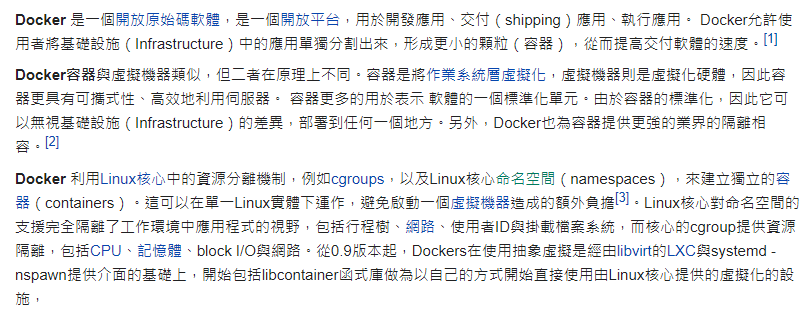 Docker 是一個開放原始碼軟體，是一個開放平台，用於開發應用、交付（shipping）應用、執行應用。 Docker允許使
用者將基礎設施（Infrastructure）中的應用單獨分割出來，形成更小的顆粒（容器），從而提高交付軟體的速度。[1]
Docker容器與虛擬機器類似，但二者在原理上不同。容器是將作業系統層虛擬化，虛擬機器則是虛擬化硬體，因此容
器更具有可攜式性、高效地利用伺服器。 容器更多的用於表示 軟體的一個標準化單元。由於容器的標準化，因此它可
以無視基礎設施（Infrastructure）的差異，部署到任何一個地方。另外，Docker也為容器提供更強的業界的隔離相
容。[2]
Docker 利用Linux核心中的資源分離機制，例如cgroups，以及Linux核心命名空間（namespaces），來建立獨立的容
器（containers）。這可以在單一Linux實體下運作，避免啟動一個虛擬機器造成的額外負擔[3]。Linux核心對命名空間的
支援完全隔離了工作環境中應用程式的視野，包括行程樹、網路、使用者ID與掛載檔案系統，而核心的cgroup提供資源
隔離，包括CPU、記憶體、block I/O與網路。從0.9版本起，Dockers在使用抽象虛擬是經由libvirt的LXC與systemd -
nspawn提供介面的基礎上，開始包括libcontainer函式庫做為以自己的方式開始直接使用由Linux核心提供的虛擬化的設
施，